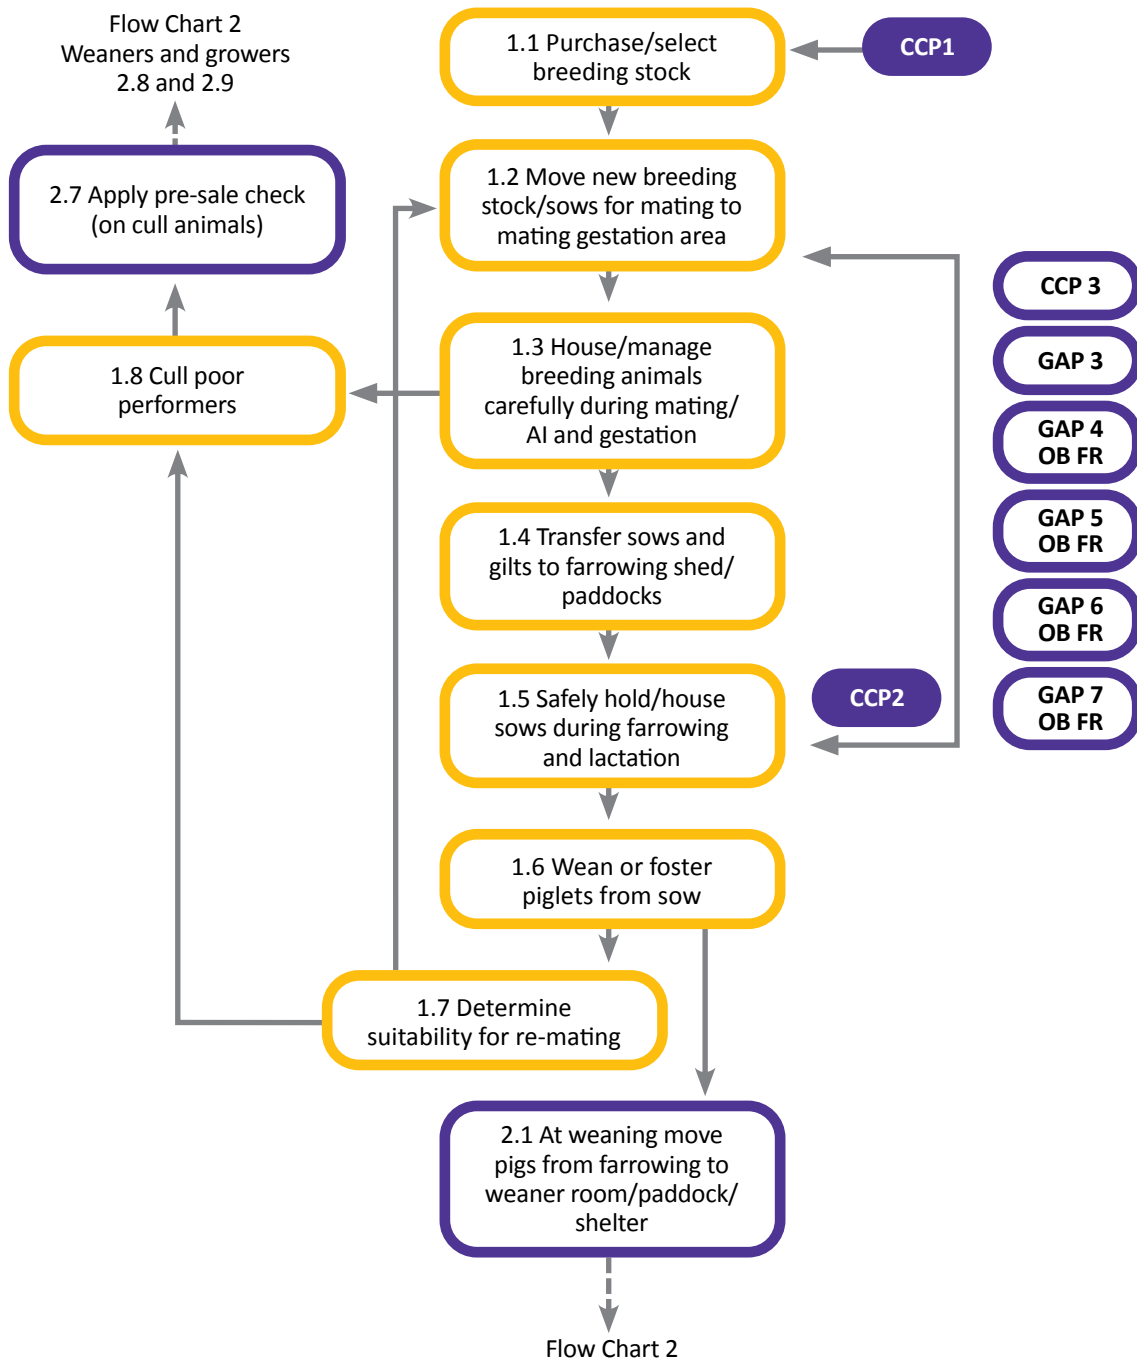 Flow Chart 2
Weaners and growers
2.8 and 2.9
1.1 Purchase/select
breeding stock
CCP1
2.7 Apply pre-sale check
(on cull animals)
1.2 Move new breeding
stock/sows for mating to
mating gestation area
CCP 3
GAP 3
GAP 4
OB FR
GAP 5
OB FR
GAP 6
OB FR
GAP 7
OB FR
1.8 Cull poor
performers
1.3 House/manage
breeding animals
carefully during mating/
AI and gestation
1.4 Transfer sows and
gilts to farrowing shed/
paddocks
1.5 Safely hold/house
sows during farrowing
and lactation
CCP2
1.6 Wean or foster
piglets from sow
1.7 Determine
suitability for re-mating
2.1 At weaning move
pigs from farrowing to
weaner room/paddock/
shelter
Flow Chart 2